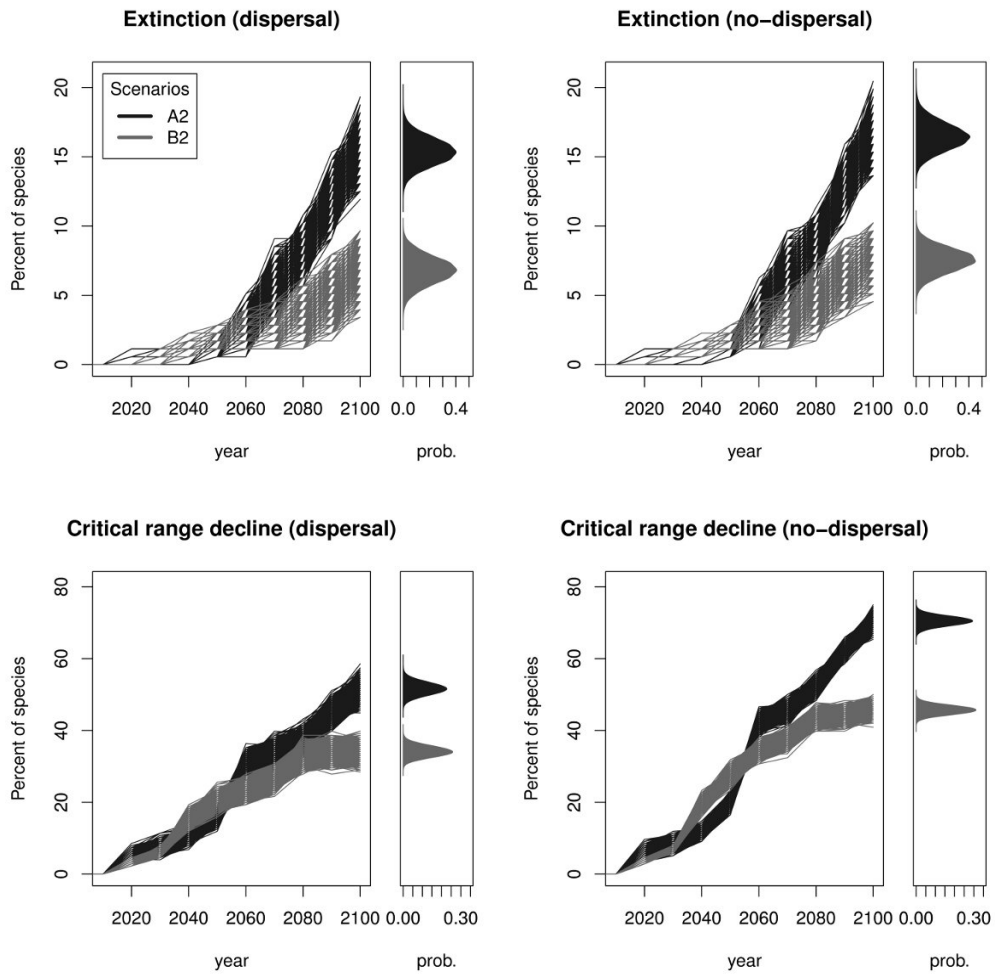 Extinction (dispersal)
Percent of species
20
15
10
5
0
Scenarios
A2
B2
2020 2040 2060 2080 2100
year
0.0 0.4
prob.
Extinction (no−dispersal)
Percent of species
20
15
10
5
0
2020 2040 2060 2080 2100
year
0.0 0.4
prob.
Critical range decline (dispersal)
Percent of species
80
60
40
20
0
2020 2040 2060 2080 2100
year
0.00 0.30
prob.
Critical range decline (no−dispersal)
Percent of species
80
60
40
20
0
2020 2040 2060 2080 2100
year
0.00 0.30
prob.